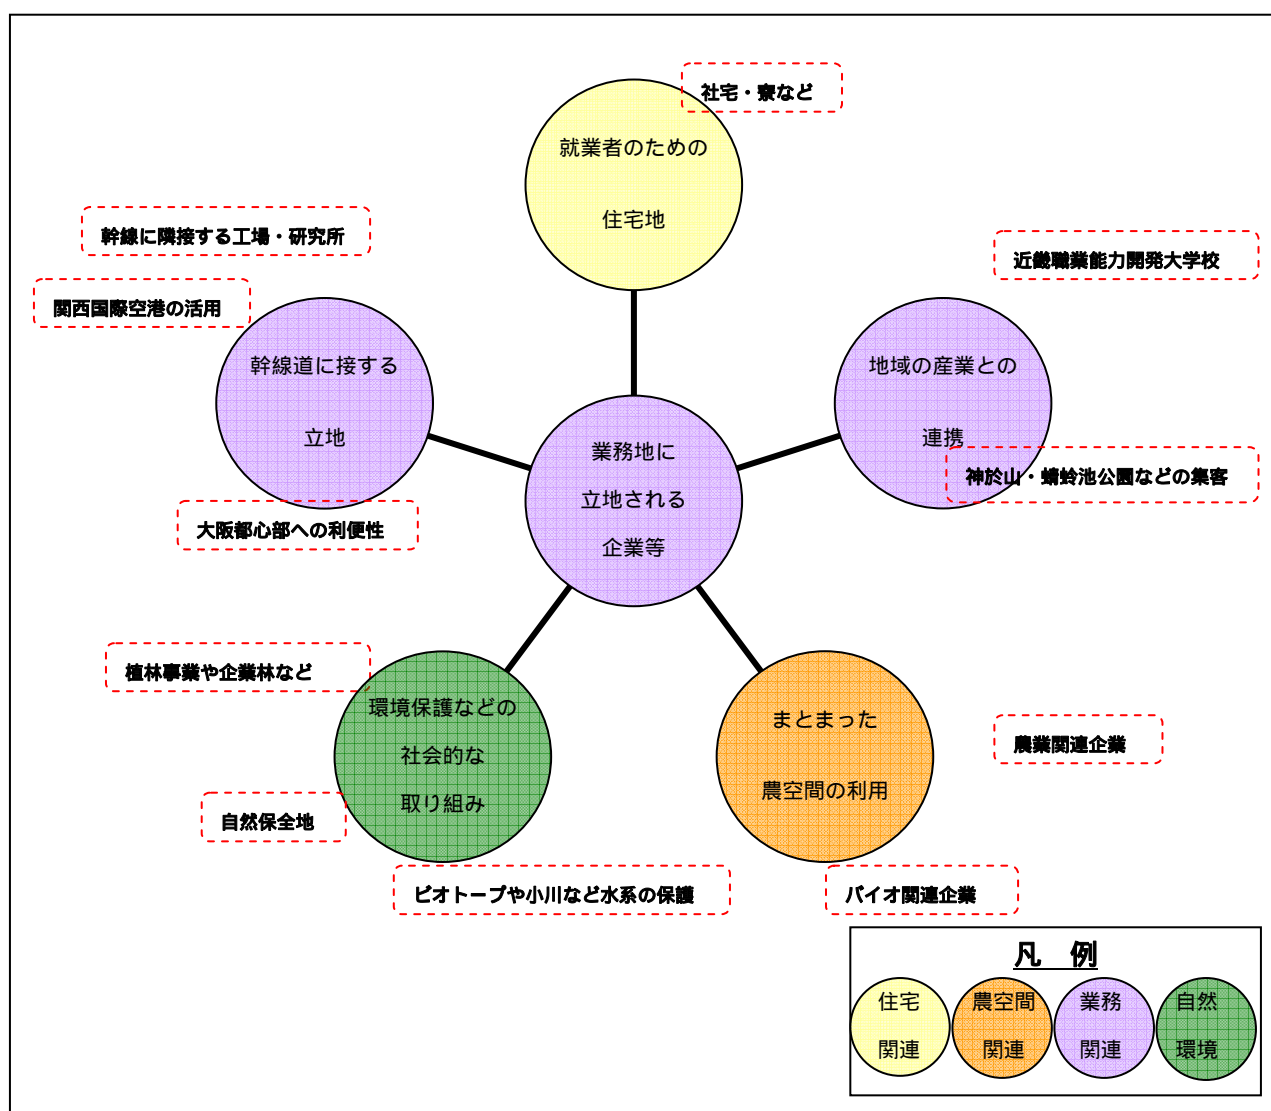 社宅・寮など
就業者のための
住宅地
幹線に隣接する工場・研究所
関西国際空港の活用
幹線道に接する
立地
大阪都心部への利便性
近畿職業能力開発大学校
地域の産業との
連携
神於山・蜻蛉池公園などの集客
業務地に
立地される
企業等
植林事業や企業林など
環境保護などの
社会的な
取り組み
自然保全地
ビオトープや小川など水系の保護
まとまった
農空間の利用
農業関連企業
バイオ関連企業
凡 例
住宅
関連
農空間
関連
業務
関連
自然
環境